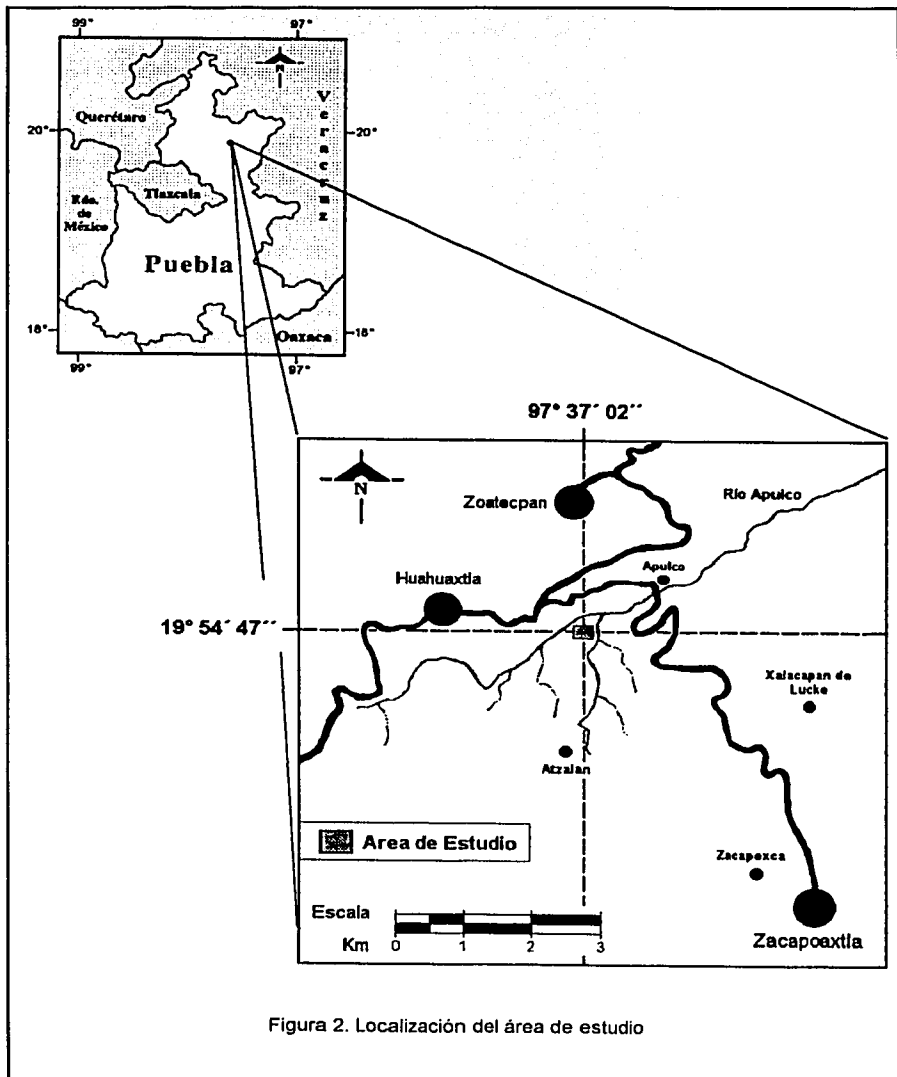 99° 97°
N
Querétaro
Veracruz
20° 20°
Tlaxcala
Edo.
de
México
Puebla
18° 18°
Oaxaca
99° 97°
97° 37´ 02´´
N
Zoatecpan
Río Apulco
Apulco
Huahuaxtla
19° 54´ 47´´
Xalacapan de
Lucke
Atzalan
Area de Estudio
Zacapexca
Escala
Km 0 1 2 3
Zacapoaxtla
Figura 2. Localización del área de estudio